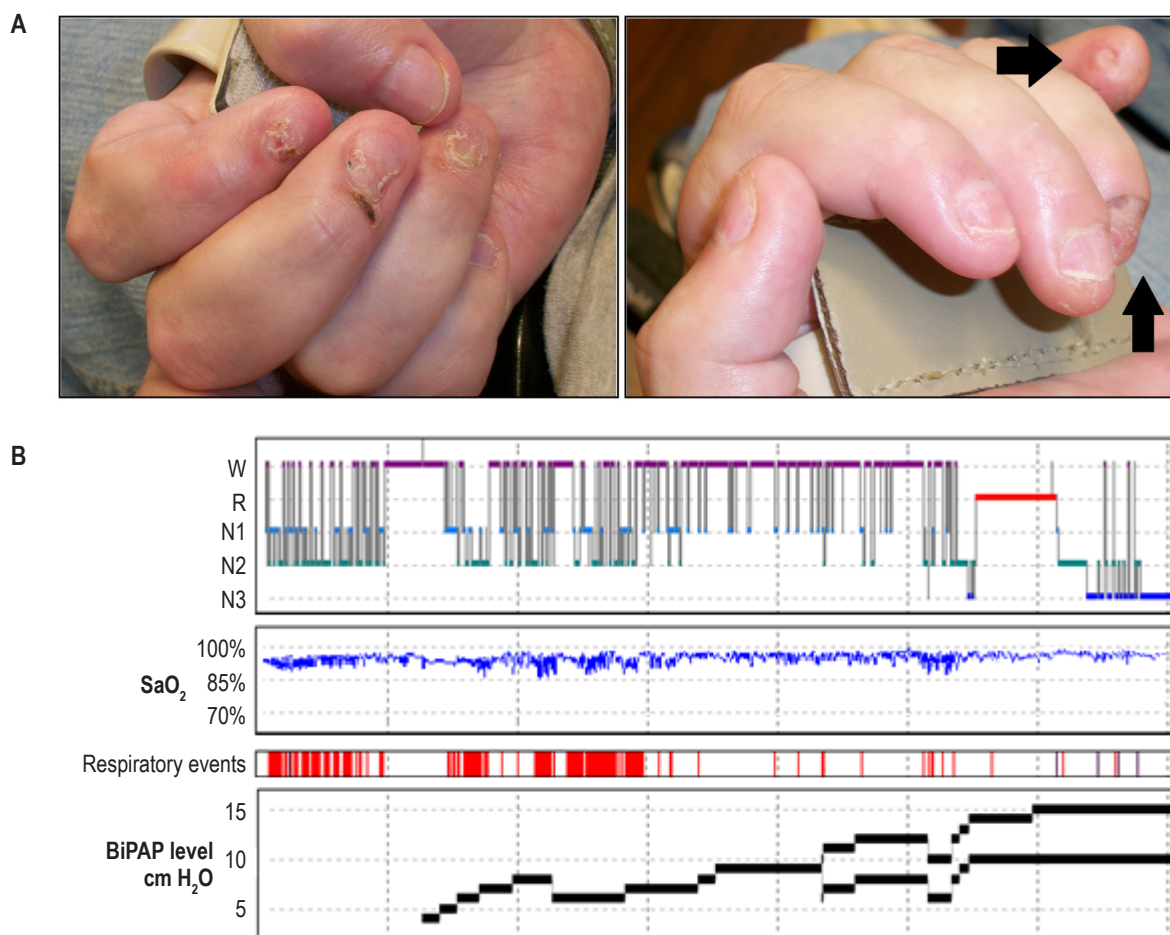 A
B
W
R
N1
N2
N3
100%
SaO2 85%
70%
Respiratory events
15
BiPAP level 10
cm H2O
5